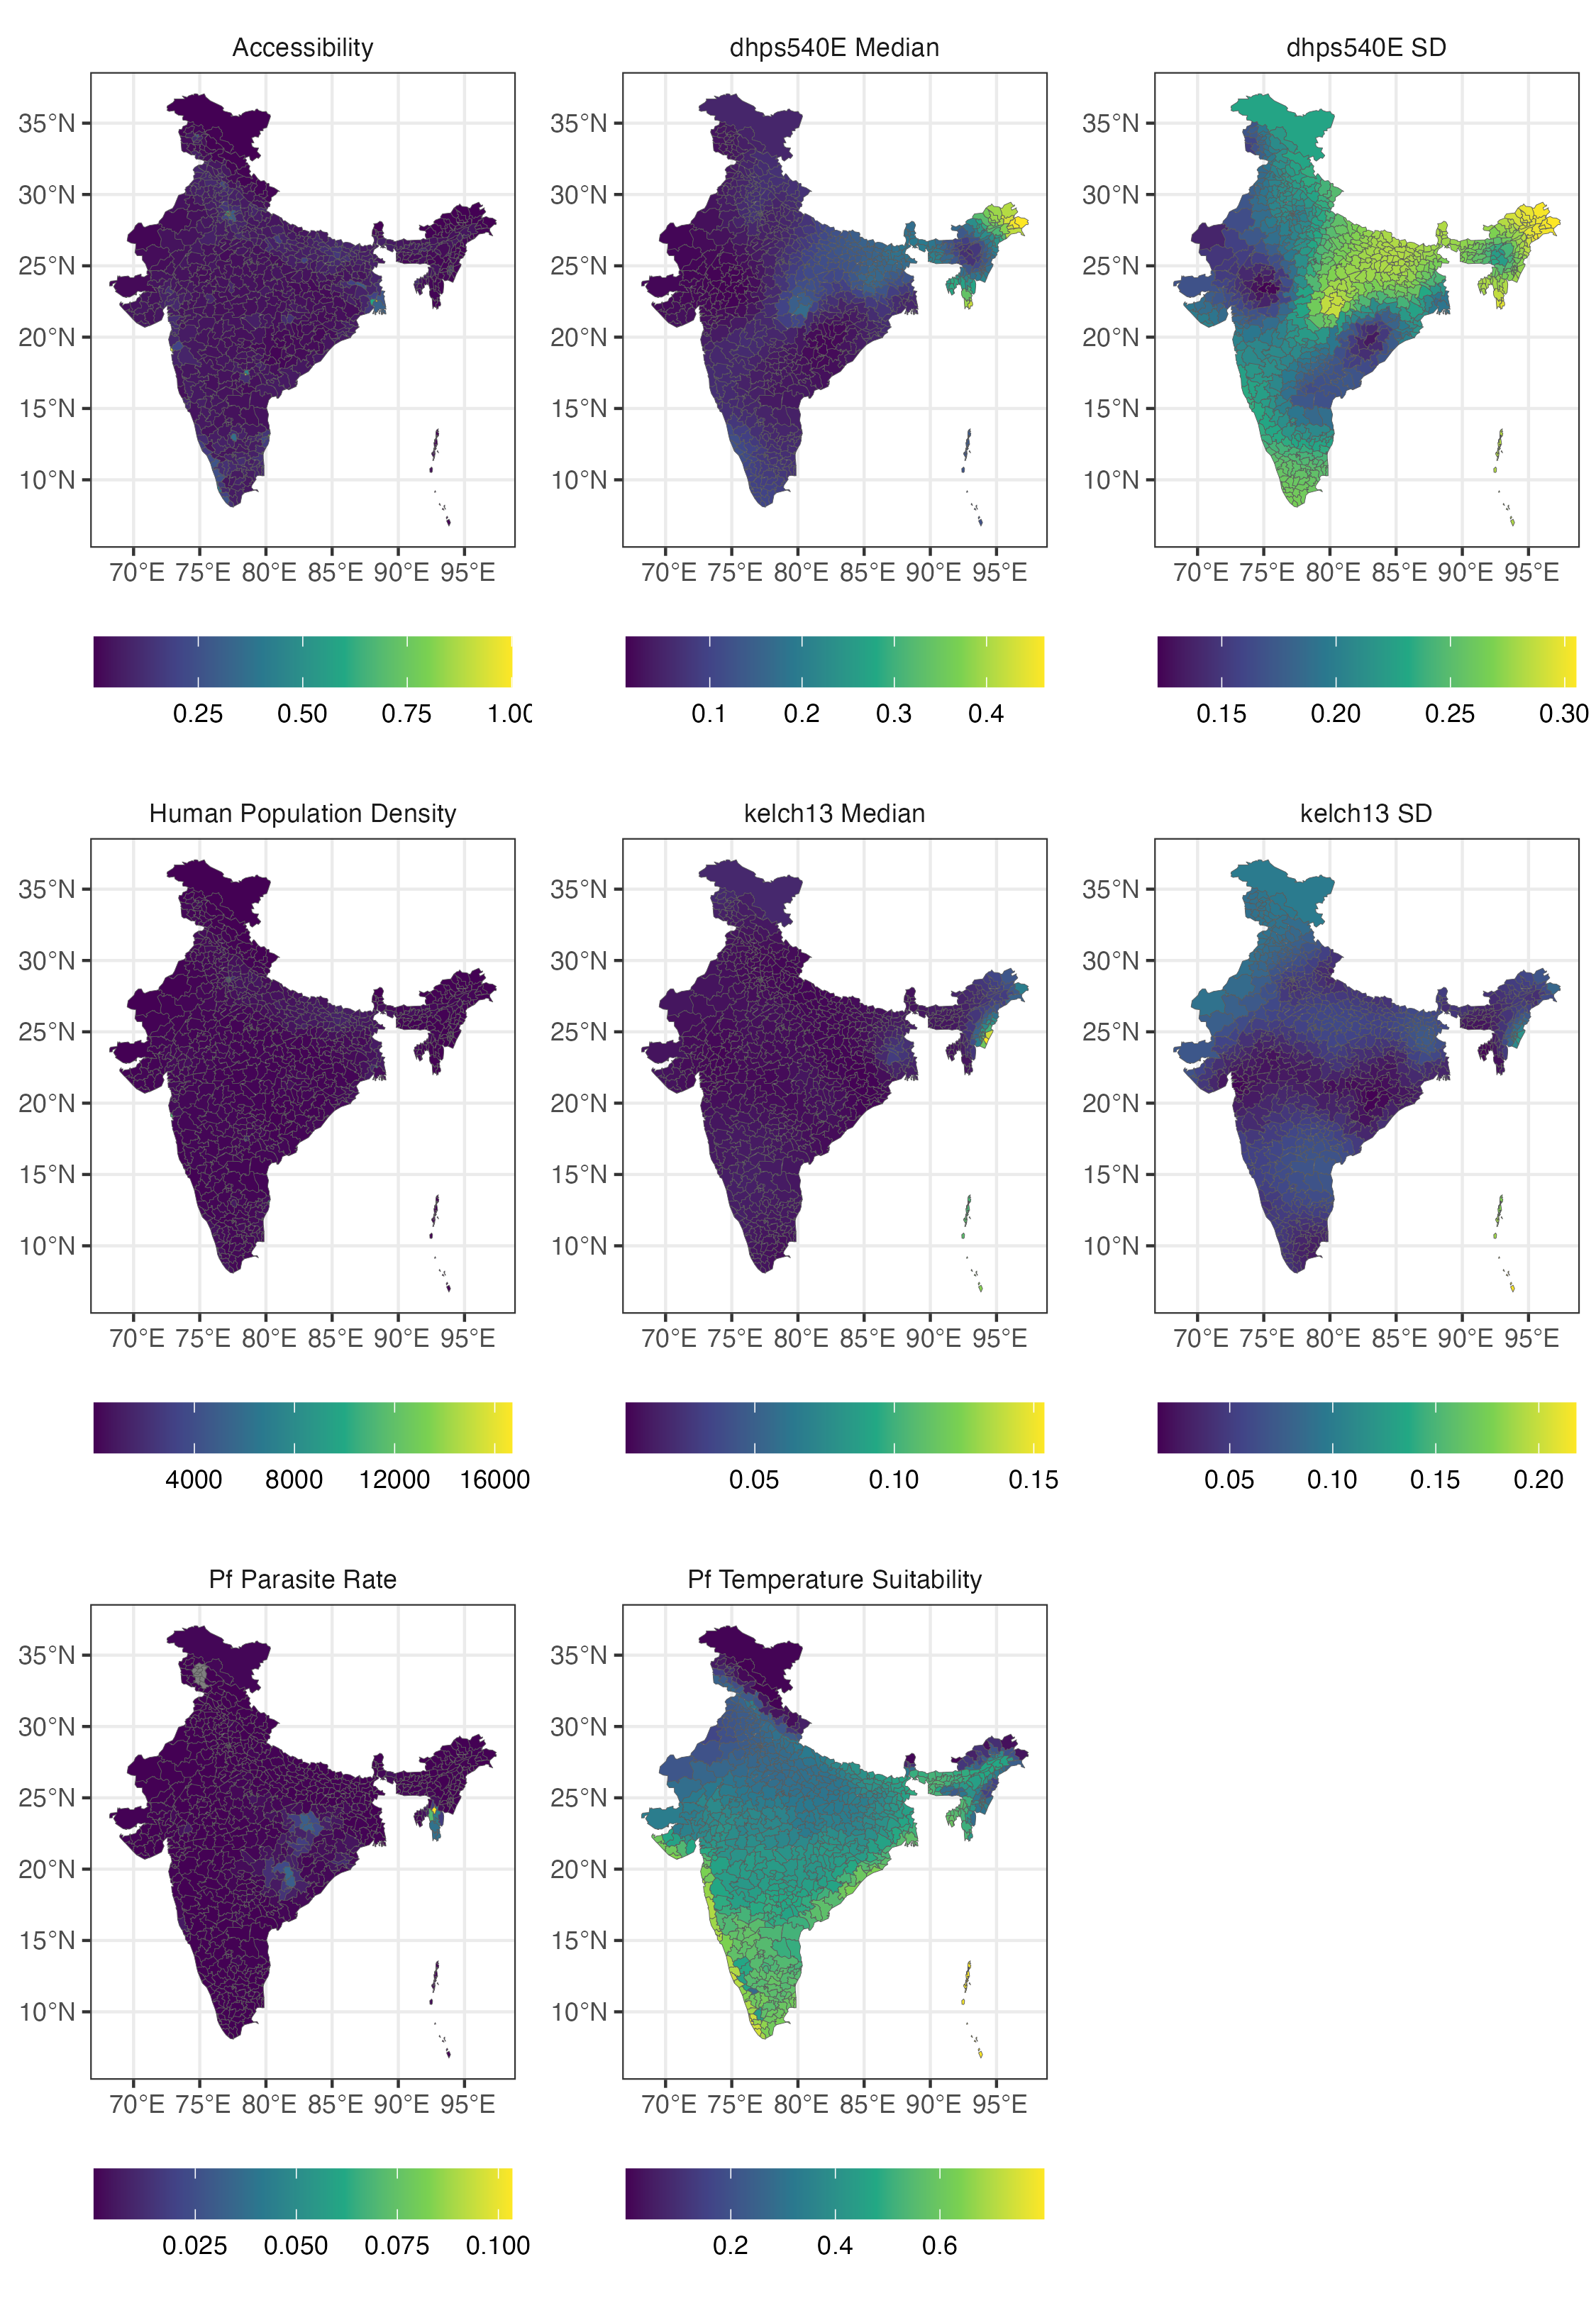 Accessibility dhps540E Median dhps540E SD
35°N 35°N 35°N
30°N 30°N 30°N
25°N 25°N 25°N
20°N 20°N 20°N
15°N 15°N 15°N
10°N 10°N 10°N
70°E 75°E 80°E 85°E 90°E 95°E 70°E 75°E 80°E 85°E 90°E 95°E 70°E 75°E 80°E 85°E 90°E 95°E
0.25 0.50 0.75 1.00 0.1 0.2 0.3 0.4 0.15 0.20 0.25 0.30
Human Population Density kelch13 Median kelch13 SD
35°N 35°N 35°N
30°N 30°N 30°N
25°N 25°N 25°N
20°N 20°N 20°N
15°N 15°N 15°N
10°N 10°N 10°N
70°E 75°E 80°E 85°E 90°E 95°E 70°E 75°E 80°E 85°E 90°E 95°E 70°E 75°E 80°E 85°E 90°E 95°E
4000 8000 12000 16000 0.05 0.10 0.15 0.05 0.10 0.15 0.20
Pf Parasite Rate Pf Temperature Suitability
35°N 35°N
30°N 30°N
25°N 25°N
20°N 20°N
15°N 15°N
10°N 10°N
70°E 75°E 80°E 85°E 90°E 95°E 70°E 75°E 80°E 85°E 90°E 95°E
0.025 0.050 0.075 0.100 0.2 0.4 0.6